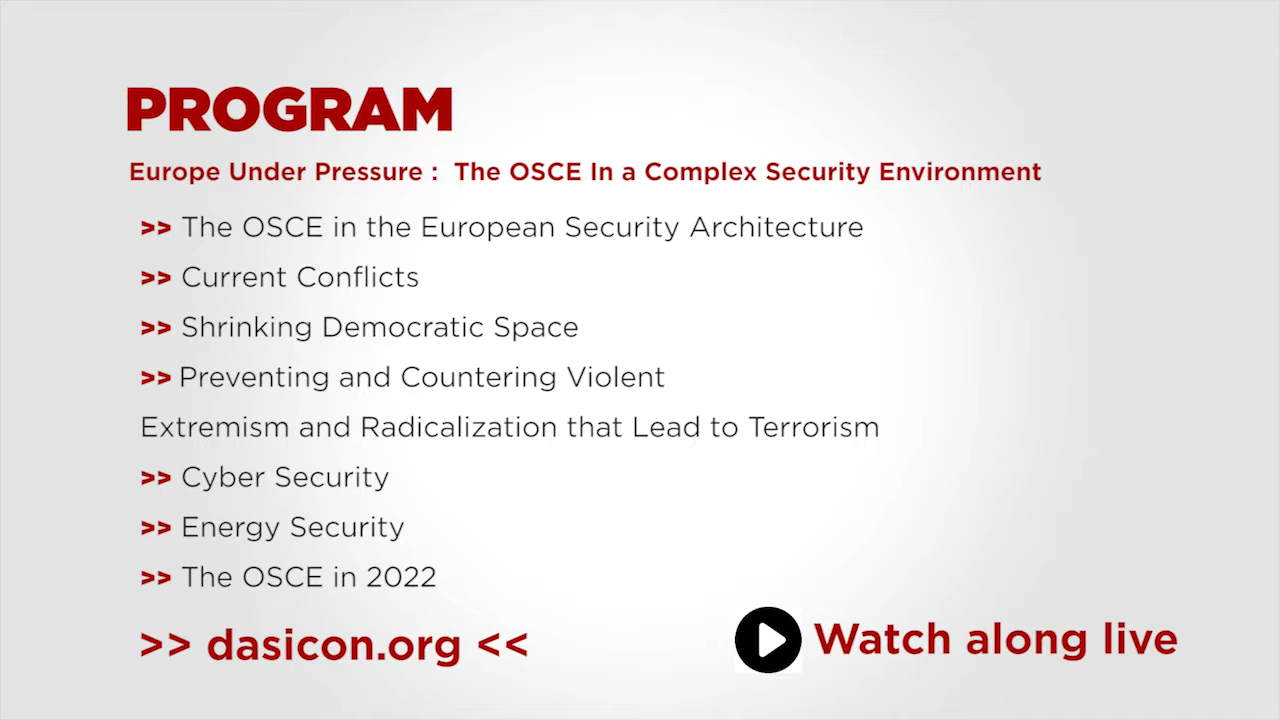 PROGRAM
Europe Under Pressure : The OSCE In a Complex Security Environment
>> The OSCE in the European Security Architecture
>> Current Conflicts
>> Shrinking Democratic Space
>> Preventing and Countering Violent
Extremism and Radicalization that Lead to Terrorism
>> Cyber Security
>> Energy Security
>> The OSCE in 2022
>> dasicon.org <<
Watch along live